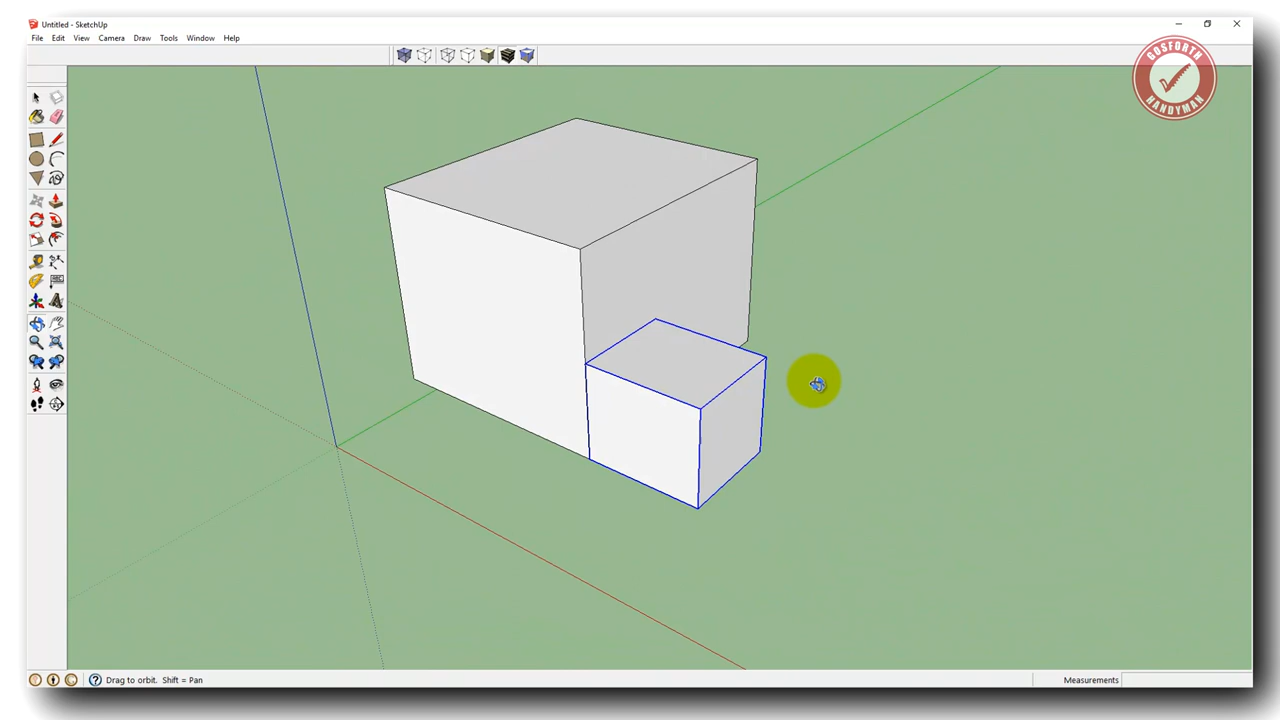 Untitled - SketchUp
File Edit View Camera Draw Tools Window Help
GOSFORTH
HANDYMAN
Drag to orbit. Shift = Pan
Measurements